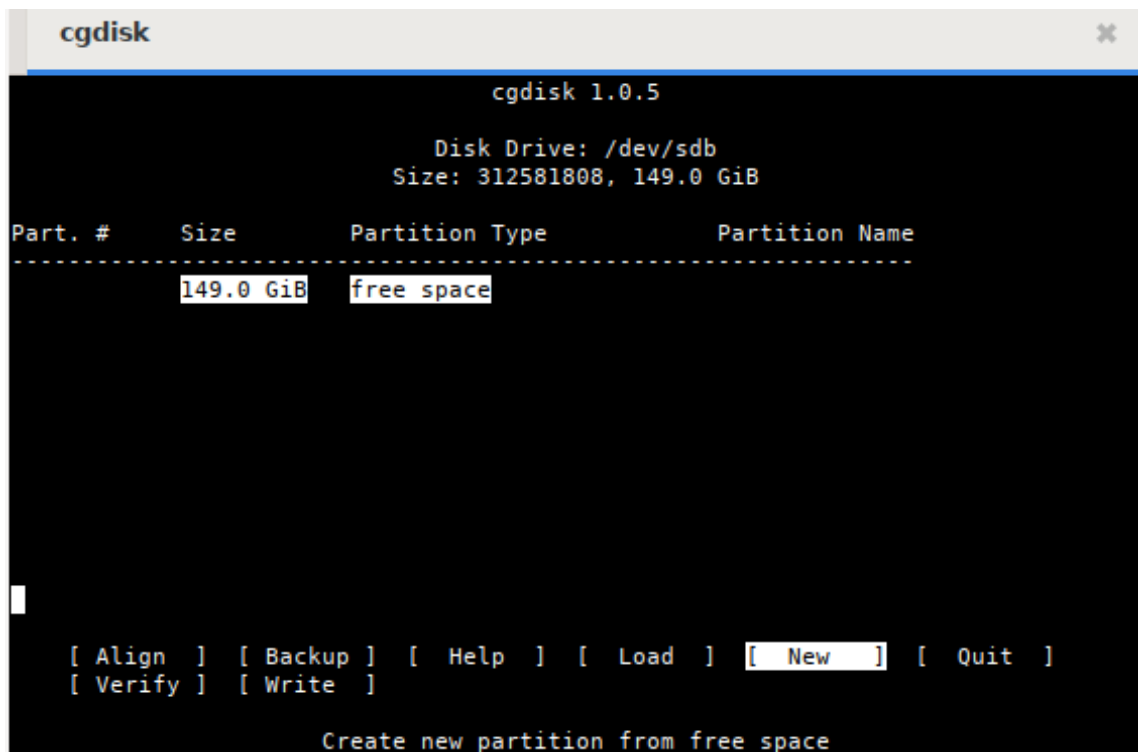 cgdisk
cgdisk 1.0.5
Disk Drive: /dev/sdb
Size: 312581808, 149.0 GiB
Part. # Size Partition Type Partition Name
----------------------------------------------------------------
149.0 GiB free space
[ Align ] [ Backup ] [ Help ] [ Load ] [ New ] [ Quit ]
[ Verify ] [ Write ]
Create new partition from free space